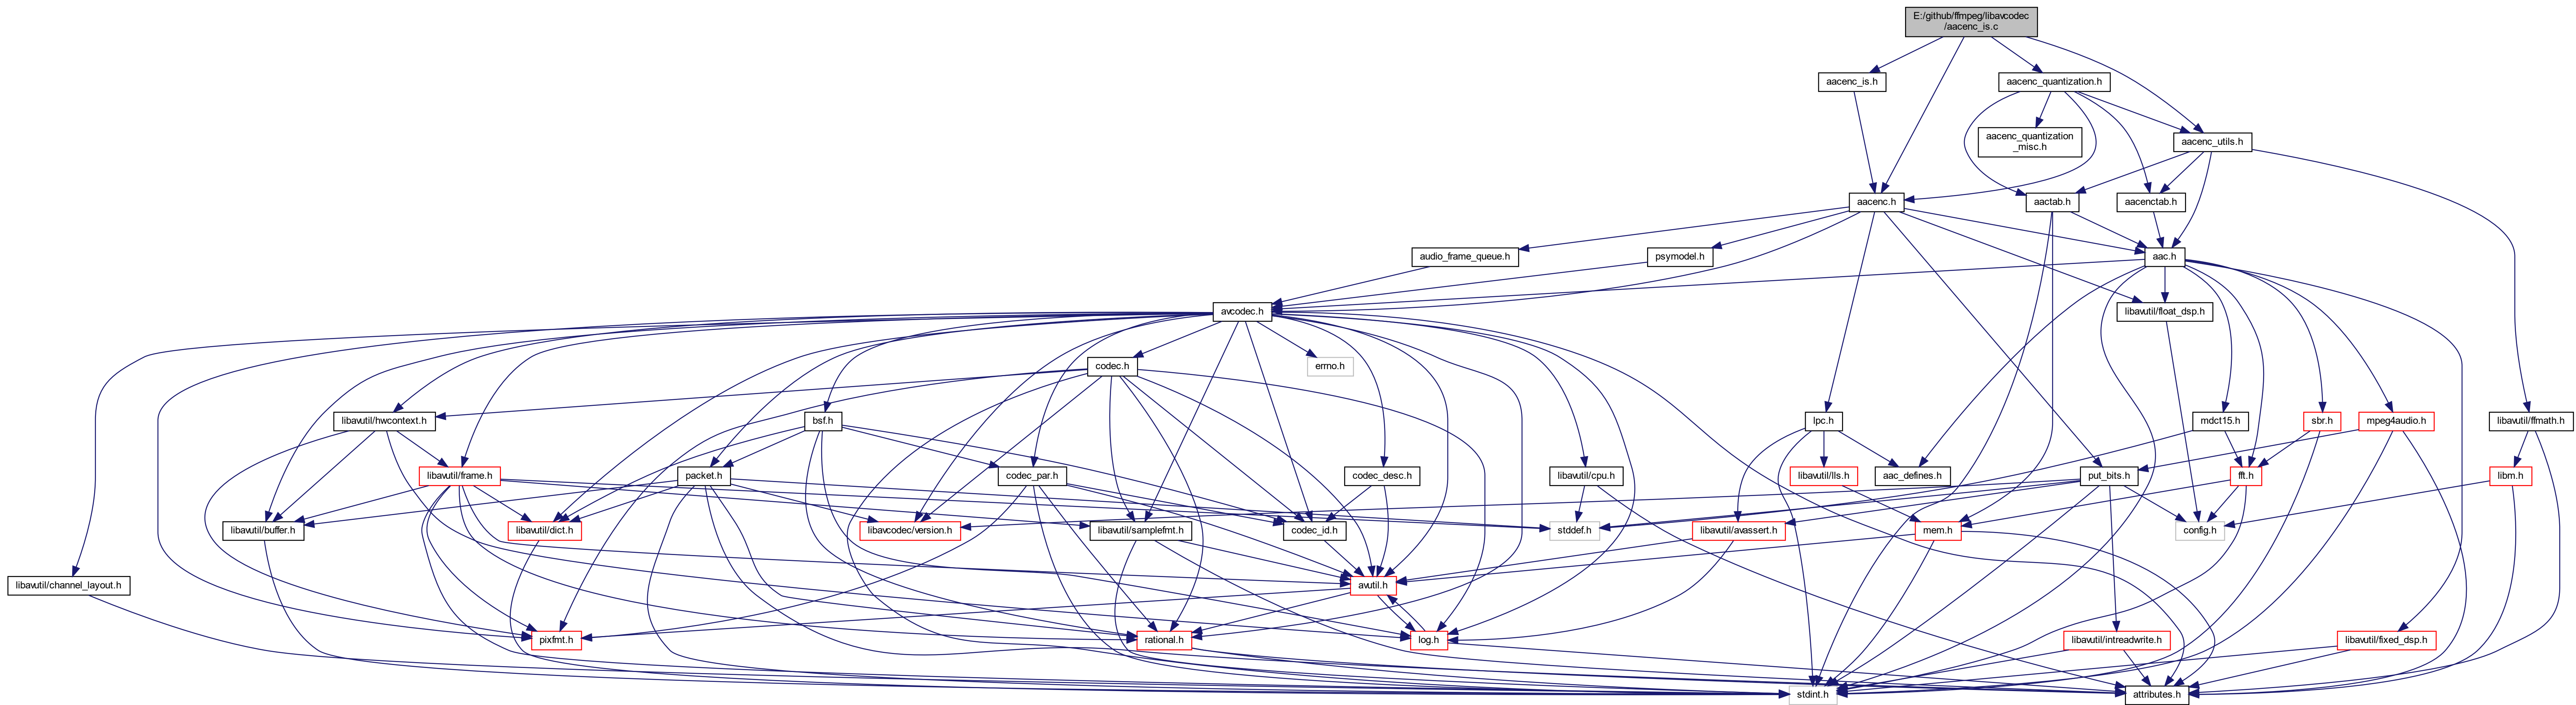 E:/github/ffmpeg/libavcodec
/aacenc_is.c
aacenc_is.h
aacenc_quantization.h
aacenc_quantization
_misc.h
aacenc_utils.h
aacenc.h
aactab.h
aacenctab.h
audio_frame_queue.h
psymodel.h
aac.h
avcodec.h
libavutil/float_dsp.h
codec.h
errno.h
libavutil/hwcontext.h
bsf.h
lpc.h
mdct15.h
sbr.h
mpeg4audio.h
libavutil/ffmath.h
libavutil/frame.h
packet.h
codec_par.h
codec_desc.h
libavutil/cpu.h
libavutil/lls.h
aac_defines.h
put_bits.h
fft.h
libm.h
libavutil/buffer.h
libavutil/dict.h
libavcodec/version.h
libavutil/samplefmt.h
codec_id.h
stddef.h
libavutil/avassert.h
mem.h
config.h
libavutil/channel_layout.h
avutil.h
pixfmt.h
rational.h
log.h
libavutil/intreadwrite.h
libavutil/fixed_dsp.h
stdint.h
attributes.h